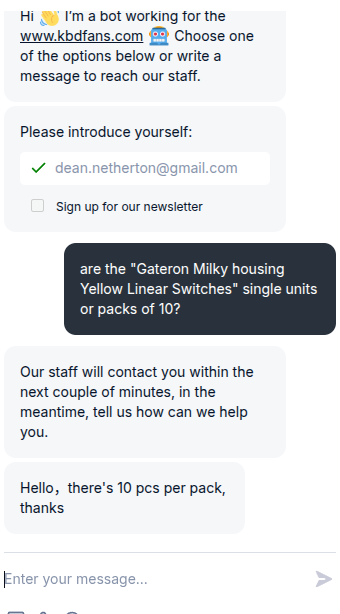 Hi 👋 I'm a bot working for the
www.kbdfans.com 🤖 Choose one
of the options below or write a
message to reach our staff.
Please introduce yourself:
dean.netherton@gmail.com
Sign up for our newsletter
are the "Gateron Milky housing
Yellow Linear Switches" single units
or packs of 10?
Our staff will contact you within the
next couple of minutes, in the
meantime, tell us how can we help
you.
Hello，there's 10 pcs per pack,
thanks
Enter your message...